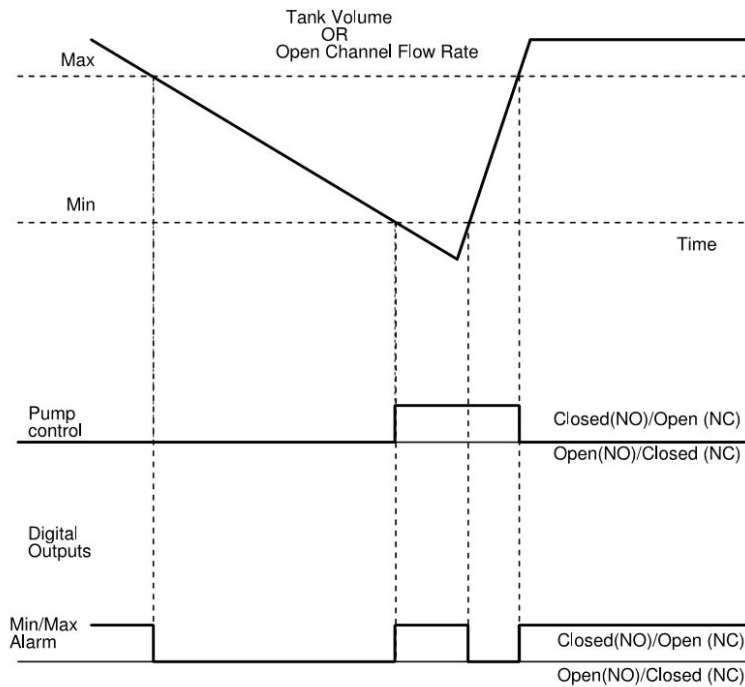 Tank Volume
OR
Open Channel Flow Rate
Max
Min
Time
Pump
control
Closed(NO)/Open (NC)
Open(NO)/Closed (NC)
Digital
Outputs
Min/Max
Alarm
Closed(NO)/Open (NC)
Open(NO)/Closed (NC)